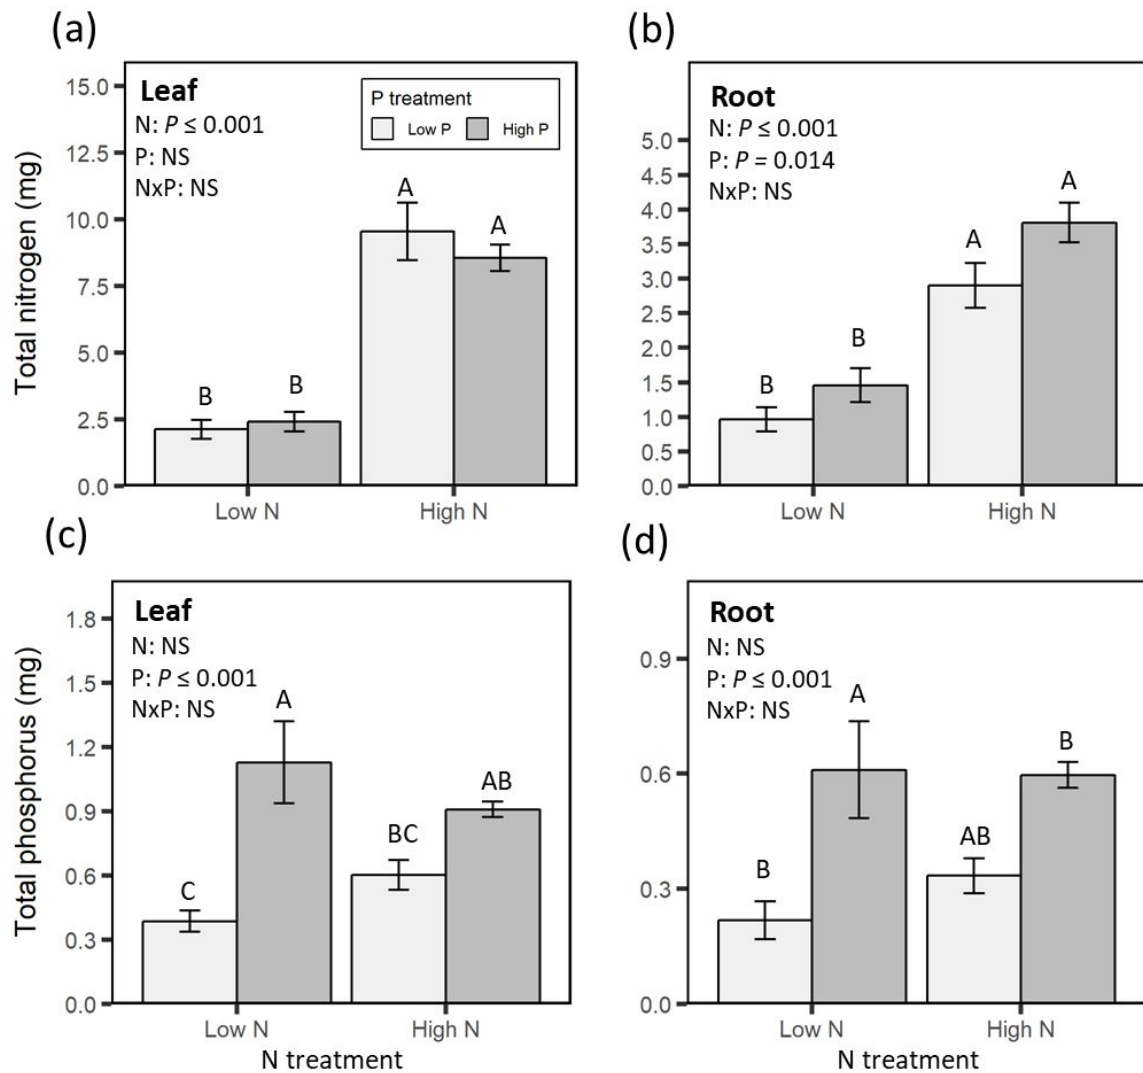 (a)
Total nitrogen (mg)
15.0
12.5
10.0
7.5
5.0
2.5
0.0
Leaf
N: P ≤ 0.001
P: NS
NxP: NS
P treatment
Low P High P
B
B
A
A
Low N High N
(b)
5.0
4.5
4.0
3.5
3.0
2.5
2.0
1.5
1.0
0.5
0.0
Root
N: P ≤ 0.001
P: P = 0.014
NxP: NS
B
B
A
A
Low N High N
(c)
Total phosphorus (mg)
1.8
1.5
1.2
0.9
0.6
0.3
0.0
Leaf
N: NS
P: P ≤ 0.001
NxP: NS
C
A
BC
AB
Low N High N
N treatment
(d)
0.9
0.6
0.3
0.0
Root
N: NS
P: P ≤ 0.001
NxP: NS
B
A
AB
B
Low N High N
N treatment